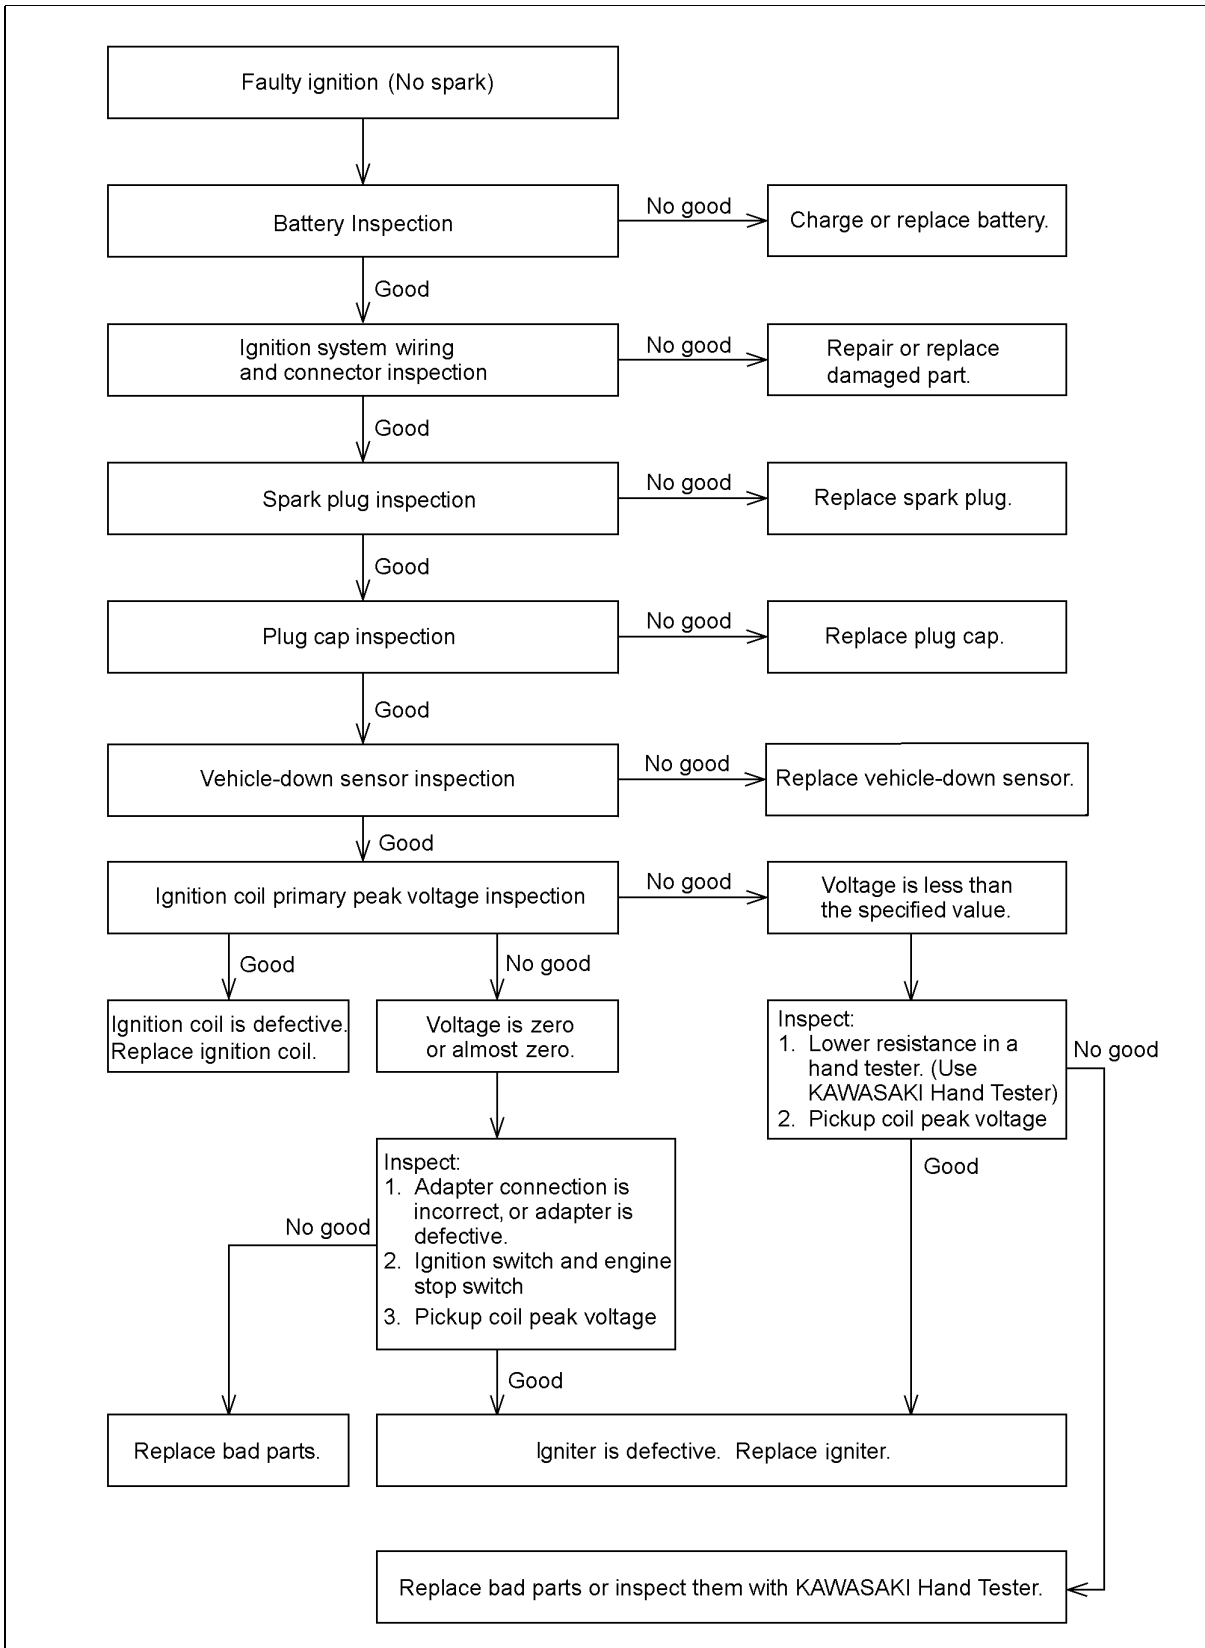 Faulty ignition (No spark)
Battery Inspection
No good
Charge or replace battery.
Good
Ignition system wiring
and connector inspection
No good
Repair or replace
damaged part.
Good
Spark plug inspection
No good
Replace spark plug.
Good
Plug cap inspection
No good
Replace plug cap.
Good
Vehicle-down sensor inspection
No good
Replace vehicle-down sensor.
Good
Ignition coil primary peak voltage inspection
No good
Voltage is less than
the specified value.
Good
No good
Ignition coil is defective.
Replace ignition coil.
Voltage is zero
or almost zero.
Inspect:
1. Lower resistance in a
hand tester. (Use
KAWASAKI Hand Tester)
2. Pickup coil peak voltage
No good
Good
Inspect:
1. Adapter connection is
incorrect, or adapter is
defective.
2. Ignition switch and engine
stop switch
3. Pickup coil peak voltage
No good
Good
Replace bad parts.
Igniter is defective. Replace igniter.
Replace bad parts or inspect them with KAWASAKI Hand Tester.